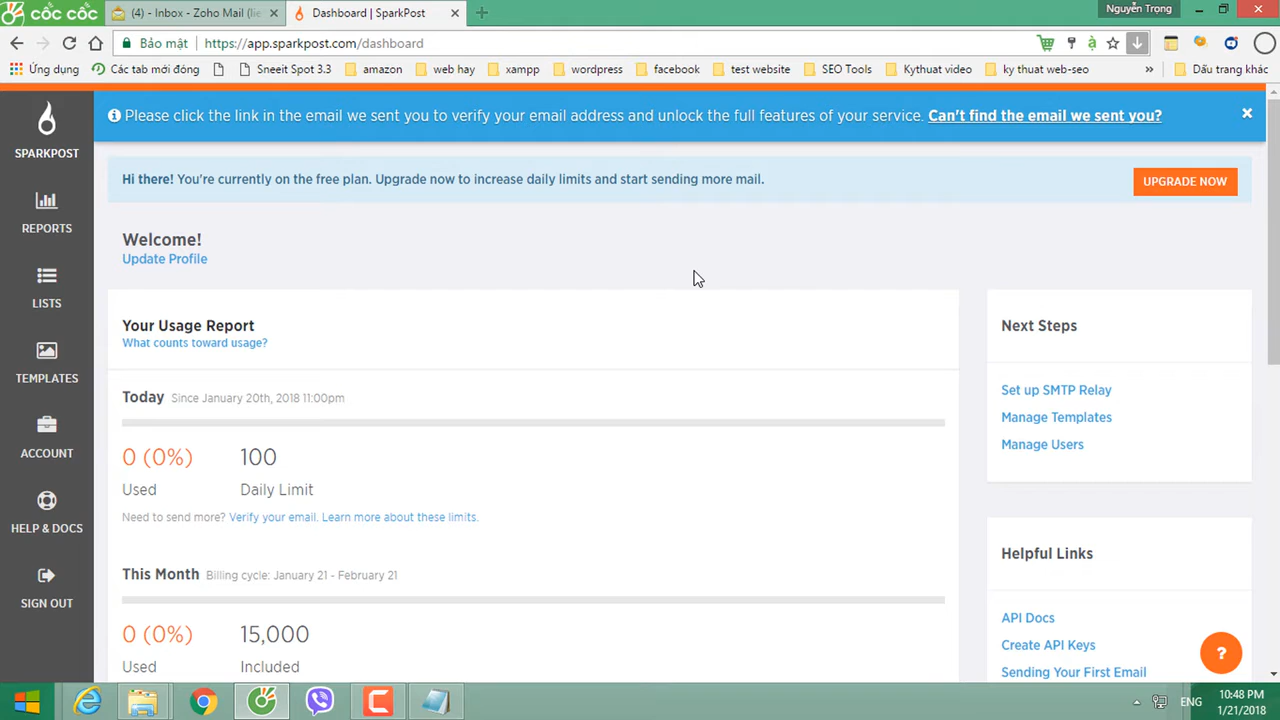 cốc cốc
(4) - Inbox - Zoho Mail (lie
Dashboard | SparkPost
Nguyễn Trọng
Bảo mật
https://app.sparkpost.com/dashboard
Ứng dụng
Các tab mới đóng
Sneeit Spot 3.3
amazon
web hay
xampp
wordpress
facebook
test website
SEO Tools
Kythuat video
ky thuat web-seo
»
Dấu trang khác
SPARKPOST
REPORTS
LISTS
TEMPLATES
ACCOUNT
HELP & DOCS
SIGN OUT
Please click the link in the email we sent you to verify your email address and unlock the full features of your service. Can't find the email we sent you?
Hi there! You're currently on the free plan. Upgrade now to increase daily limits and start sending more mail.
UPGRADE NOW
Welcome!
Update Profile
Your Usage Report
What counts toward usage?
Today Since January 20th, 2018 11:00pm
0 (0%) 100
Used Daily Limit
Need to send more? Verify your email. Learn more about these limits.
This Month Billing cycle: January 21 - February 21
0 (0%) 15,000
Used Included
Next Steps
Set up SMTP Relay
Manage Templates
Manage Users
Helpful Links
API Docs
Create API Keys
Sending Your First Email
?
ENG
10:48 PM
1/21/2018